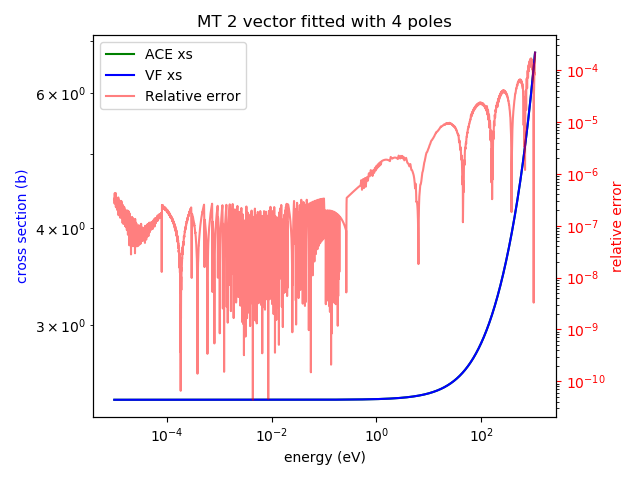 MT 2 vector fitted with 4 poles
ACE xs
VF xs
Relative error
6 × 10⁰
4 × 10⁰
3 × 10⁰
cross section (b)
10⁻⁴
10⁻⁵
10⁻⁶
10⁻⁷
10⁻⁸
10⁻⁹
10⁻¹⁰
relative error
10⁻⁴ 10⁻² 10⁰ 10²
energy (eV)